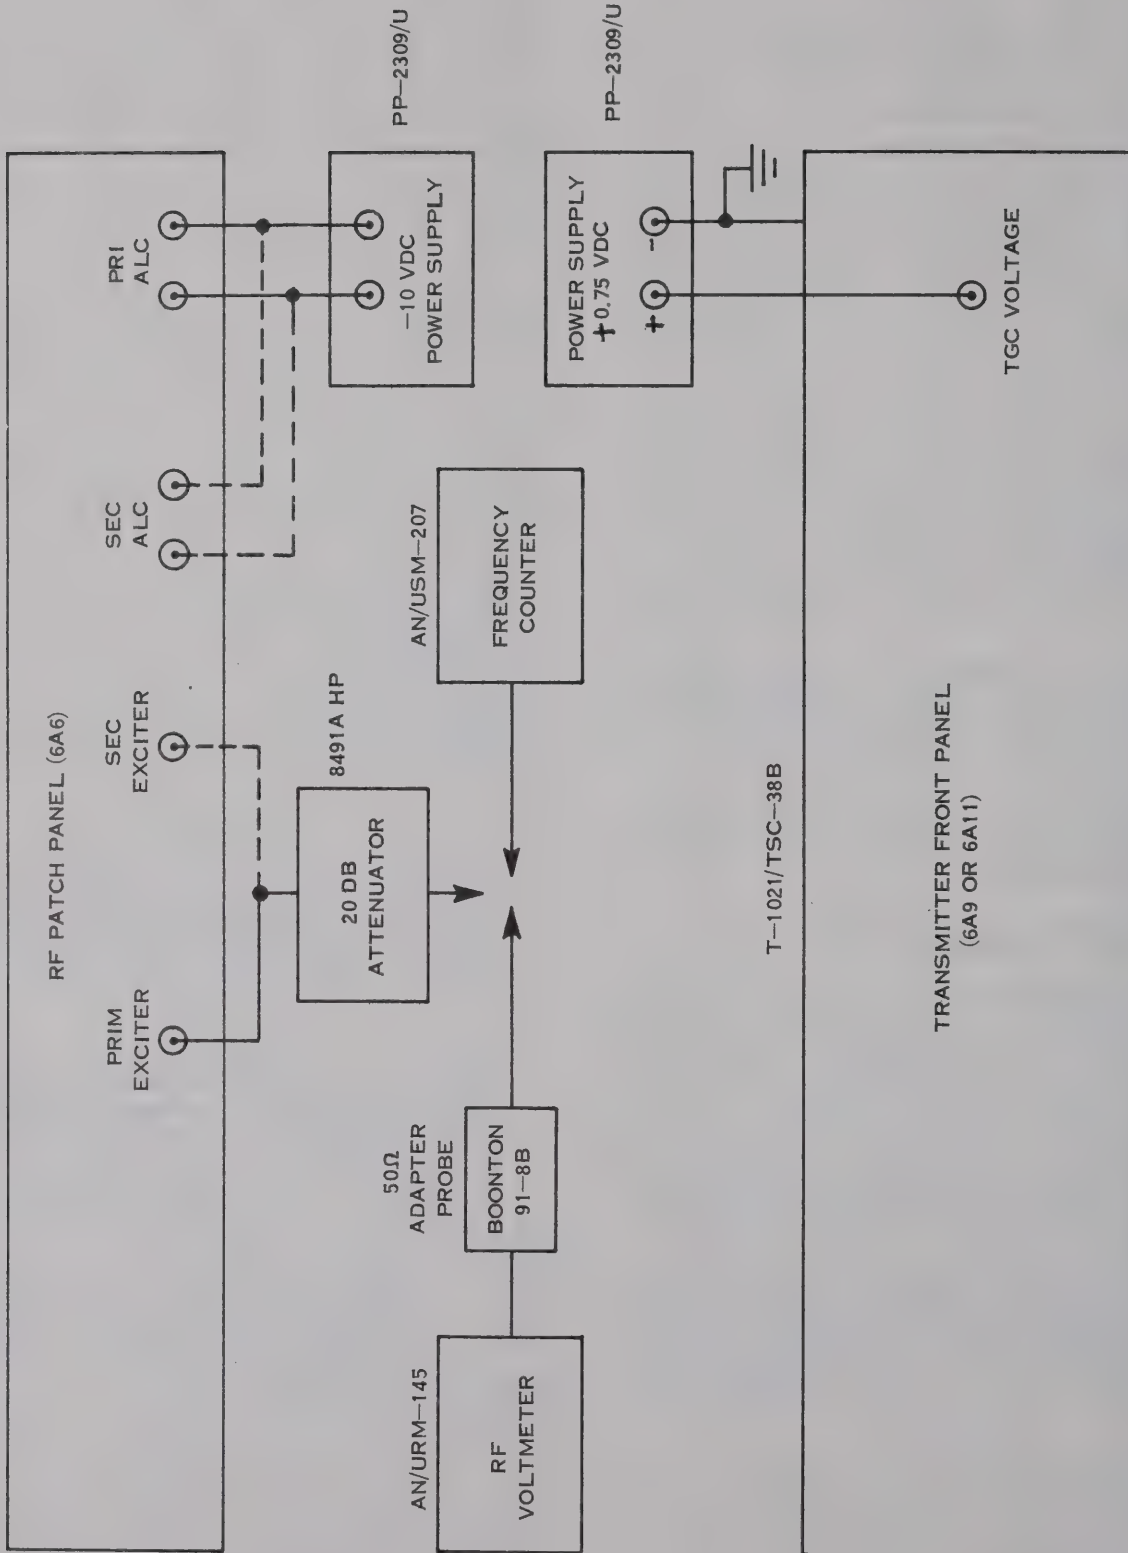 RF PATCH PANEL (6A6)
PRIM
EXCITER
SEC
EXCITER
SEC
ALC
PRI
ALC
8491A HP
20 DB
ATTENUATOR
-10 VDC
POWER SUPPLY
PP-2309/U
50Ω
ADAPTER
PROBE
BOONTON
91-8B
AN/URM-145
RF
VOLTMETER
AN/USM-207
FREQUENCY
COUNTER
POWER SUPPLY
+0.75 VDC
+ -
PP-2309/U
T-1021/TSC-38B
TRANSMITTER FRONT PANEL
(6A9 OR 6A11)
TGC VOLTAGE